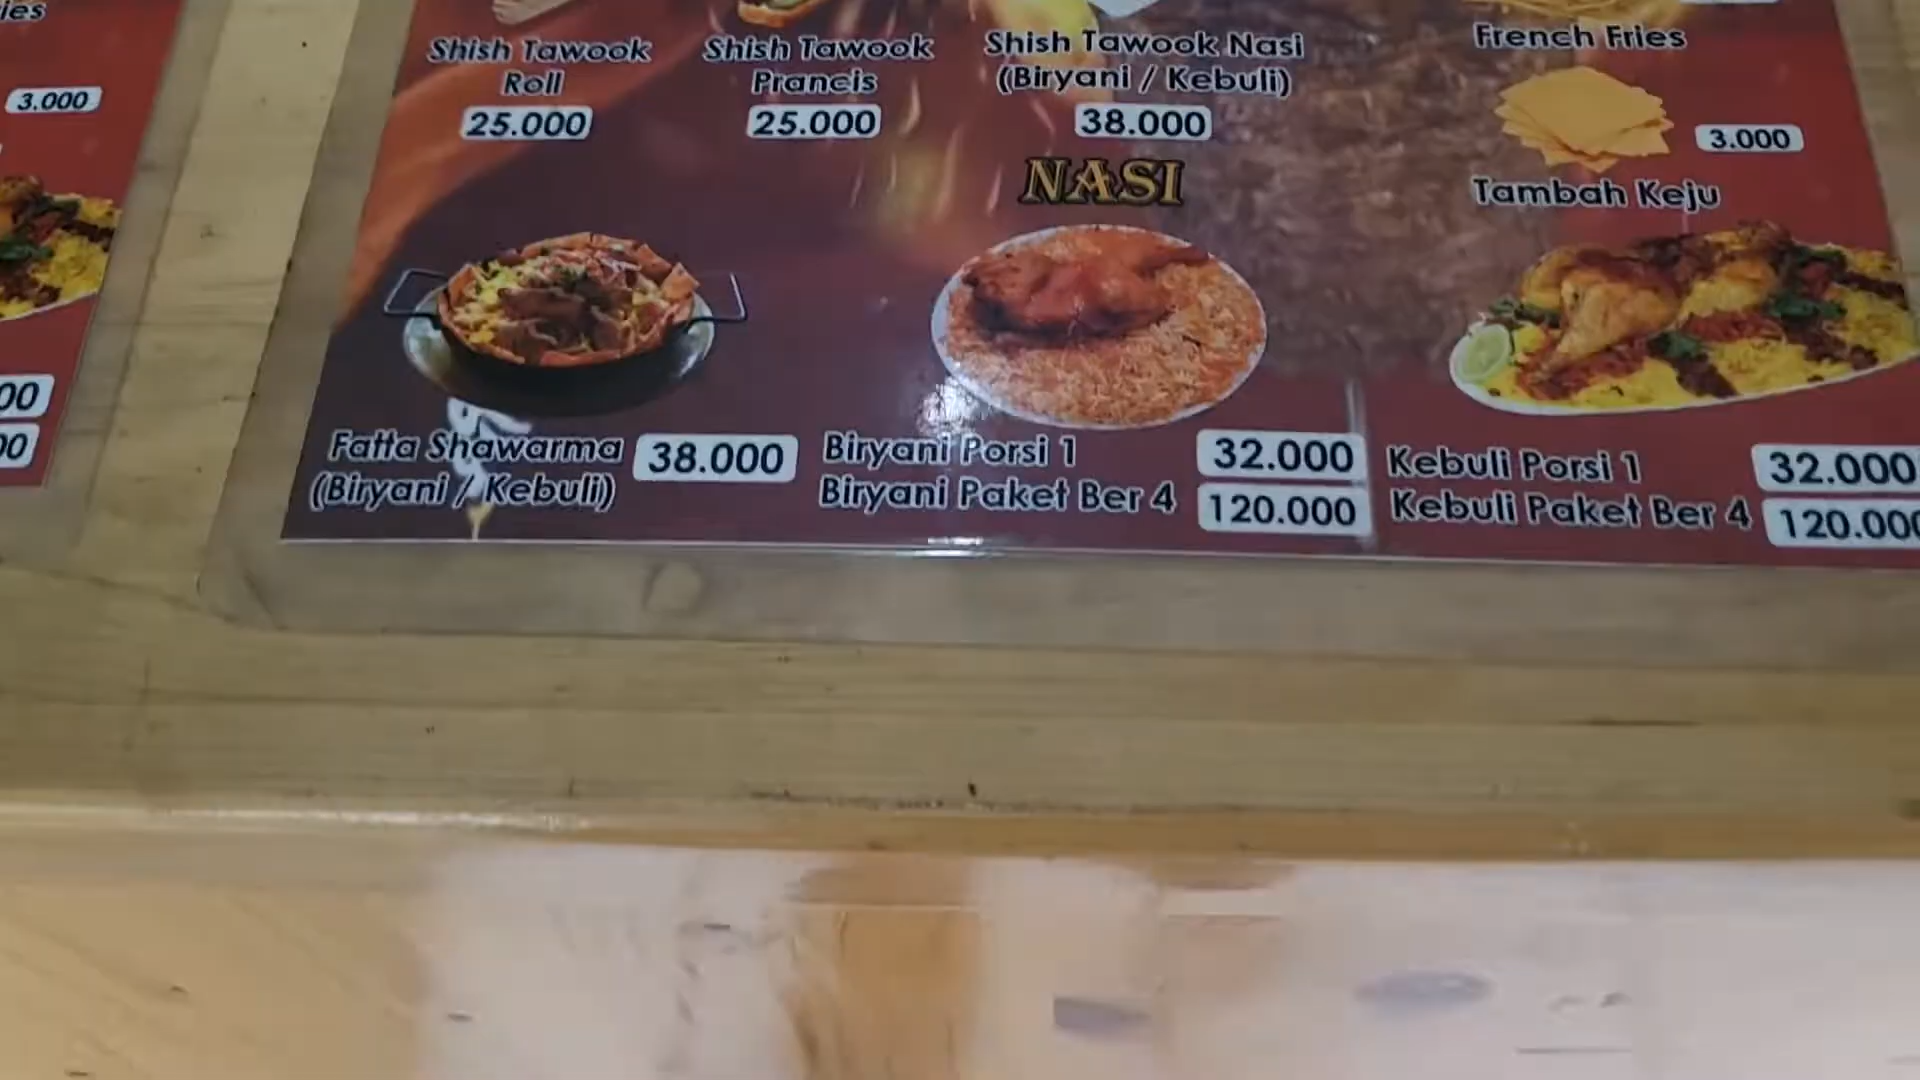 ies
3.000
00
00
Shish Tawook
Roll
25.000
Shish Tawook
Prancis
25.000
Shish Tawook Nasi
(Biryani / Kebuli)
38.000
French Fries
3.000
Tambah Keju
NASI
Fatta Shawarma
(Biryani / Kebuli)
38.000
Biryani Porsi 1
32.000
Biryani Paket Ber 4
120.000
Kebuli Porsi 1
32.000
Kebuli Paket Ber 4
120.000